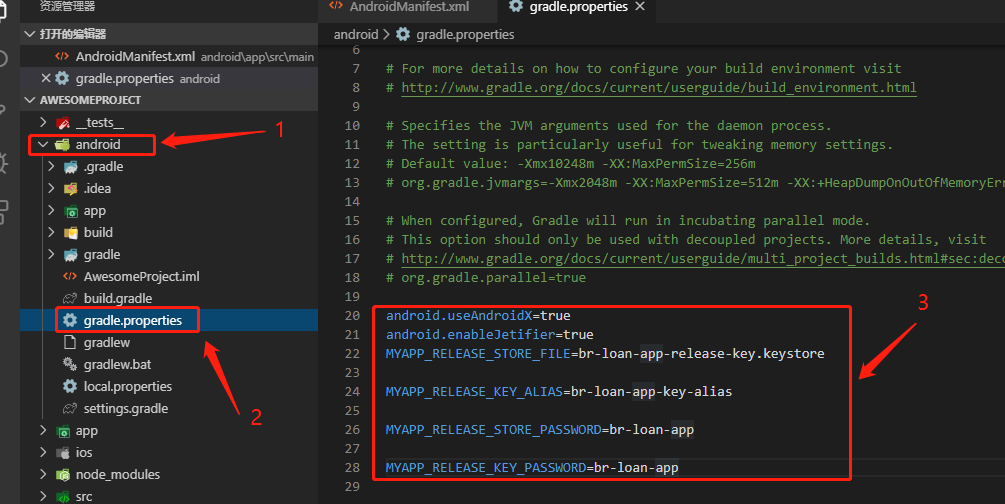 资源管理器
打开的编辑器
AndroidManifest.xml android\app\src\main
gradle.properties android
AWESOMEPROJECT
__tests__
android
.gradle
.idea
app
build
gradle
AwesomeProject.iml
build.gradle
gradle.properties
gradlew
gradlew.bat
local.properties
settings.gradle
app
ios
node_modules
src
1
2
AndroidManifest.xml
gradle.properties
android > gradle.properties
6
7 # For more details on how to configure your build environment visit
8 # http://www.gradle.org/docs/current/userguide/build_environment.html
9
10 # Specifies the JVM arguments used for the daemon process.
11 # The setting is particularly useful for tweaking memory settings.
12 # Default value: -Xmx10248m -XX:MaxPermSize=256m
13 # org.gradle.jvmargs=-Xmx2048m -XX:MaxPermSize=512m -XX:+HeapDumpOnOutOfMemoryErr
14
15 # When configured, Gradle will run in incubating parallel mode.
16 # This option should only be used with decoupled projects. More details, visit
17 # http://www.gradle.org/docs/current/userguide/multi_project_builds.html#sec:deco
18 # org.gradle.parallel=true
19
20 android.useAndroidX=true
21 android.enableJetifier=true
22 MYAPP_RELEASE_STORE_FILE=br-loan-app-release-key.keystore
23
24 MYAPP_RELEASE_KEY_ALIAS=br-loan-app-key-alias
25
26 MYAPP_RELEASE_STORE_PASSWORD=br-loan-app
27
28 MYAPP_RELEASE_KEY_PASSWORD=br-loan-app
29
3